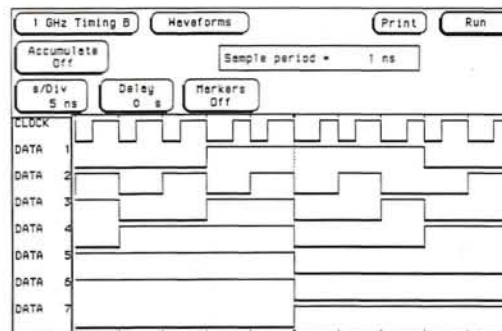 1 GHz Timing B Waveforms Print Run
Accumulate
Off
Sample period = 1 ns
s/Div
5 ns
Delay
0 s
Markers
Off
CLOCK
DATA 1
DATA 2
DATA 3
DATA 4
DATA 5
DATA 6
DATA 7